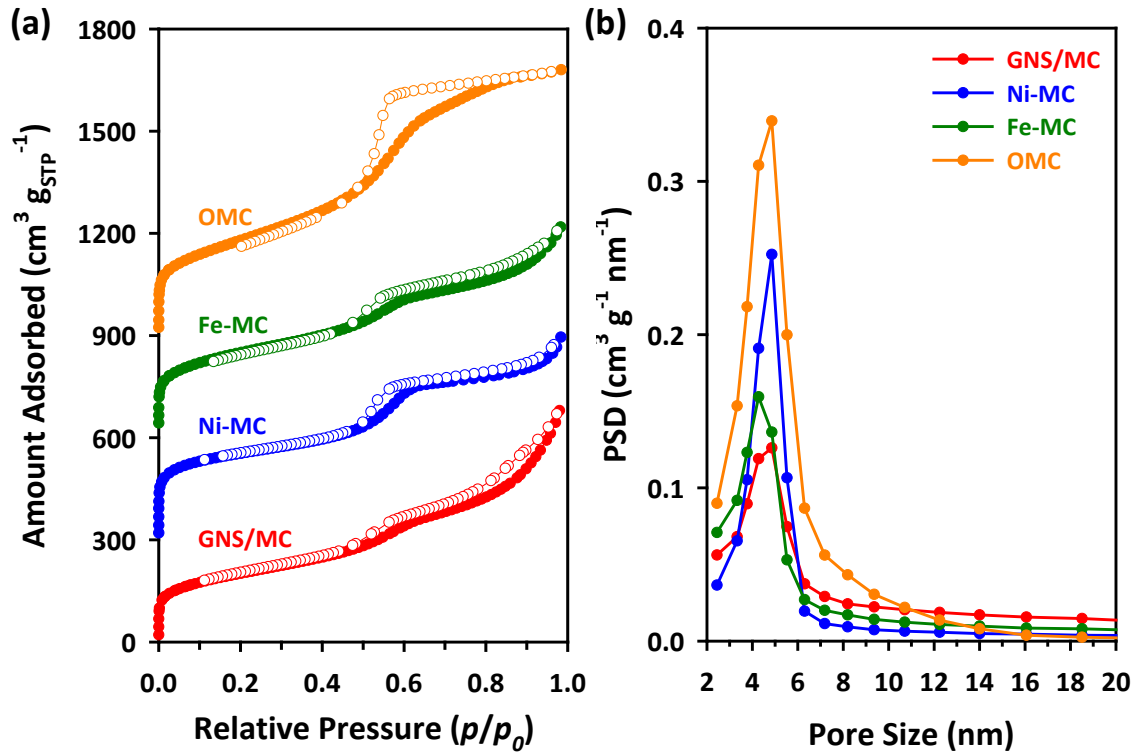 (a)
1800
1500
1200
900
600
300
0
Amount Adsorbed (cm³ g_STP⁻¹)
OMC
Fe-MC
Ni-MC
GNS/MC
0.0 0.2 0.4 0.6 0.8 1.0
Relative Pressure (p/p₀)
(b)
0.4
0.3
0.2
0.1
0.0
PSD (cm³ g⁻¹ nm⁻¹)
GNS/MC
Ni-MC
Fe-MC
OMC
2 4 6 8 10 12 14 16 18 20
Pore Size (nm)